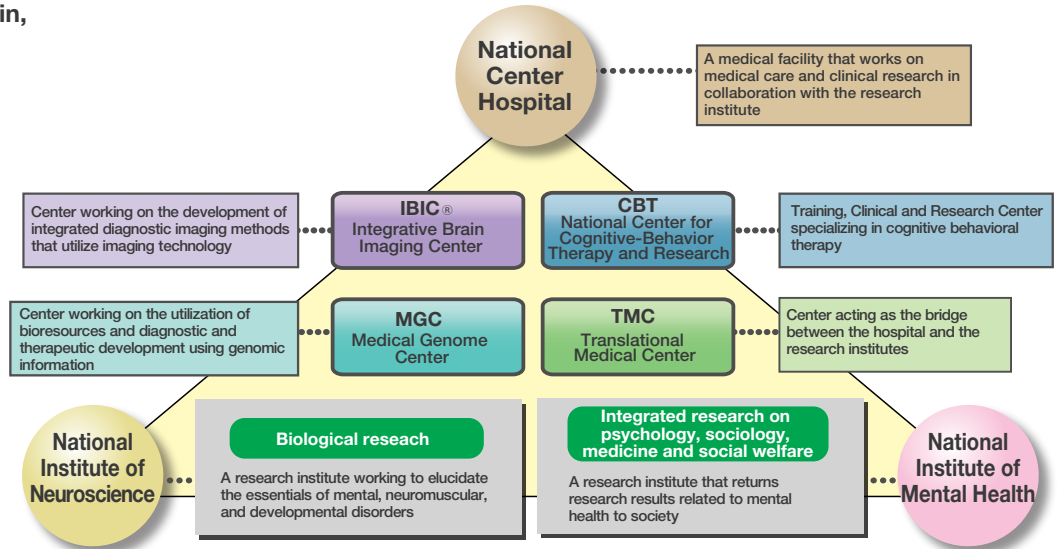 in,
National
Center
Hospital
A medical facility that works on
medical care and clinical research in
collaboration with the research
institute
Center working on the development of
integrated diagnostic imaging methods
that utilize imaging technology
IBIC®
Integrative Brain
Imaging Center
CBT
National Center for
Cognitive-Behavior
Therapy and Research
Training, Clinical and Research Center
specializing in cognitive behavioral
therapy
Center working on the utilization of
bioresources and diagnostic and
therapeutic development using genomic
information
MGC
Medical Genome
Center
TMC
Translational
Medical Center
Center acting as the bridge
between the hospital and the
research institutes
National
Institute of
Neuroscience
Biological reseach
A research institute working to elucidate
the essentials of mental, neuromuscular,
and developmental disorders
Integrated research on
psychology, sociology,
medicine and social welfare
A research institute that returns
research results related to mental
health to society
National
Institute of
Mental Health